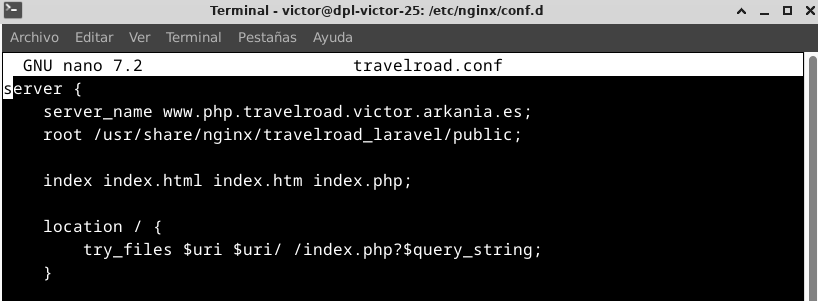 Terminal - victor@dpl-victor-25: /etc/nginx/conf.d
Archivo Editar Ver Terminal Pestañas Ayuda
GNU nano 7.2 travelroad.conf
server {
    server_name www.php.travelroad.victor.arkania.es;
    root /usr/share/nginx/travelroad_laravel/public;
    index index.html index.htm index.php;
    location / {
        try_files $uri $uri/ /index.php?$query_string;
    }